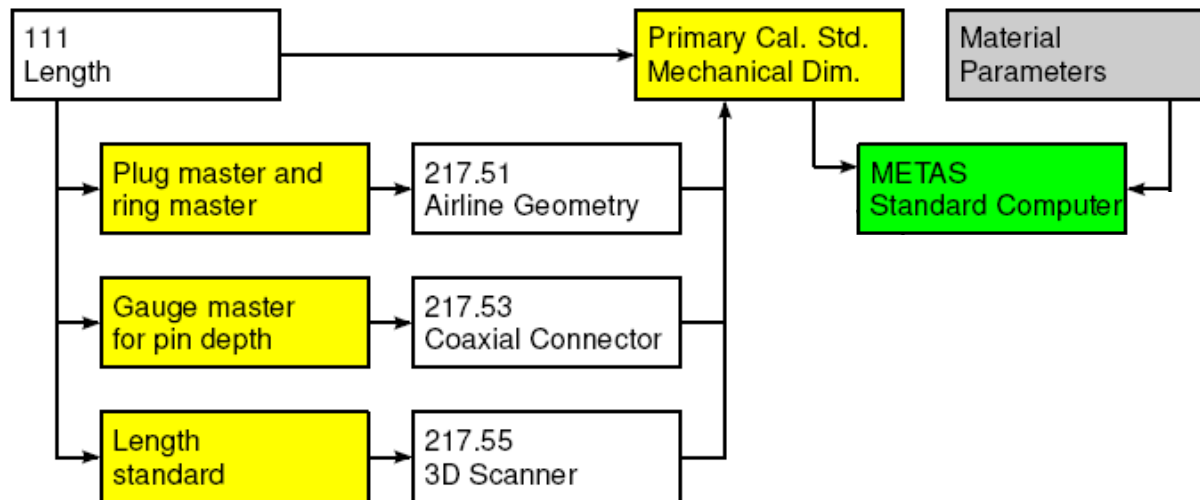 111
Length
Primary Cal. Std.
Mechanical Dim.
Material
Parameters
Plug master and
ring master
217.51
Airline Geometry
METAS
Standard Computer
Gauge master
for pin depth
217.53
Coaxial Connector
Length
standard
217.55
3D Scanner